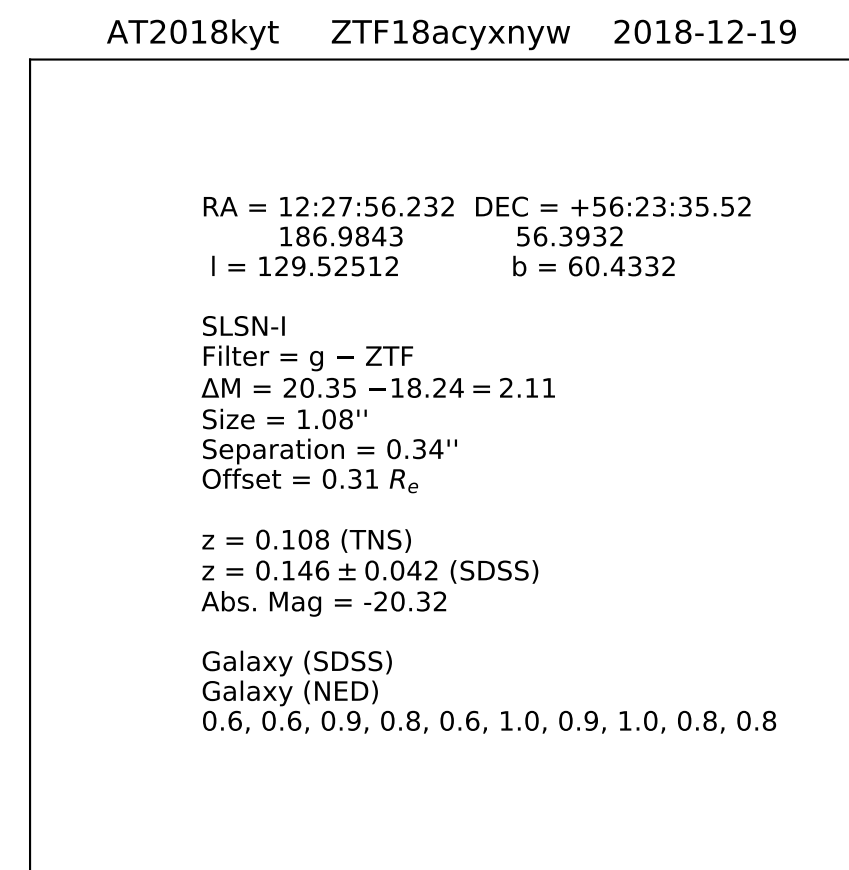 AT2018kyt ZTF18acyxnyw 2018-12-19
RA = 12:27:56.232 DEC = +56:23:35.52
186.9843 56.3932
l = 129.52512 b = 60.4332
SLSN-I
Filter = g − ZTF
ΔM = 20.35 −18.24 = 2.11
Size = 1.08''
Separation = 0.34''
Offset = 0.31 Re
z = 0.108 (TNS)
z = 0.146 ± 0.042 (SDSS)
Abs. Mag = -20.32
Galaxy (SDSS)
Galaxy (NED)
0.6, 0.6, 0.9, 0.8, 0.6, 1.0, 0.9, 1.0, 0.8, 0.8